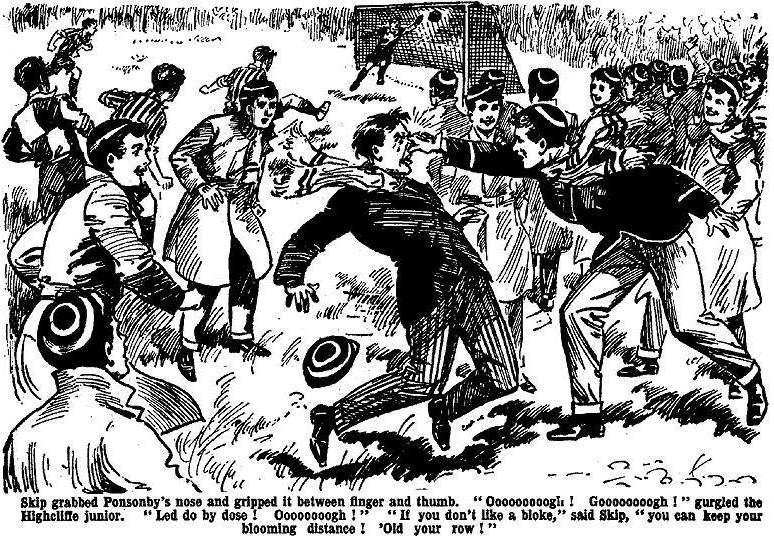 Skip grabbed Ponsonby's nose and gripped it between finger and thumb. "Oooooooogh! Goooooooogh!" gurgled the
Highcliffe junior. "Led do by dose! Ooooooogh!" "If you don't like a bloke," said Skip, "you can keep your
blooming distance! 'Old your row!"